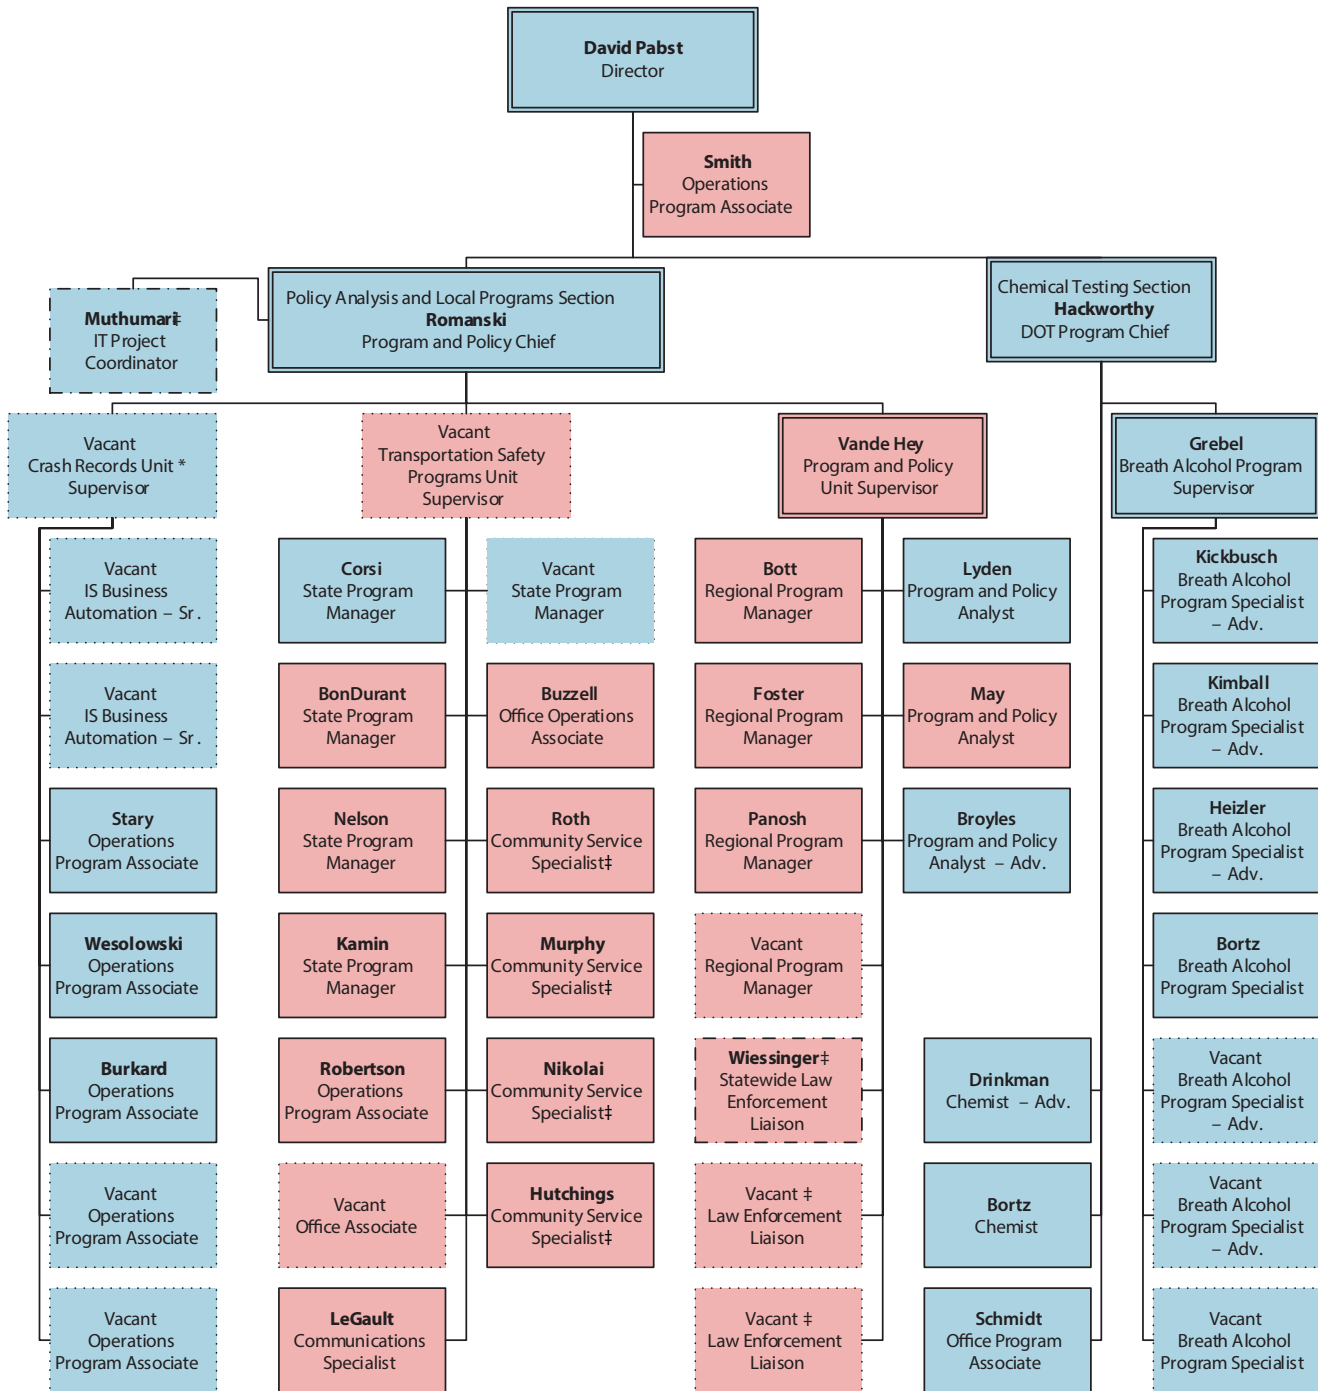 David Pabst
Director
Smith
Operations
Program Associate
Muthumari‡
IT Project
Coordinator
Policy Analysis and Local Programs Section
Romanski
Program and Policy Chief
Chemical Testing Section
Hackworthy
DOT Program Chief
Vacant
Crash Records Unit *
Supervisor
Vacant
Transportation Safety
Programs Unit
Supervisor
Vande Hey
Program and Policy
Unit Supervisor
Grebel
Breath Alcohol Program
Supervisor
Vacant
IS Business
Automation – Sr.
Corsi
State Program
Manager
Vacant
State Program
Manager
Bott
Regional Program
Manager
Lyden
Program and Policy
Analyst
Kickbusch
Breath Alcohol
Program Specialist
– Adv.
Vacant
IS Business
Automation – Sr.
BonDurant
State Program
Manager
Buzzell
Office Operations
Associate
Foster
Regional Program
Manager
May
Program and Policy
Analyst
Kimball
Breath Alcohol
Program Specialist
– Adv.
Stary
Operations
Program Associate
Nelson
State Program
Manager
Roth
Community Service
Specialist‡
Panosh
Regional Program
Manager
Broyles
Program and Policy
Analyst – Adv.
Heizler
Breath Alcohol
Program Specialist
– Adv.
Wesolowski
Operations
Program Associate
Kamin
State Program
Manager
Murphy
Community Service
Specialist‡
Vacant
Regional Program
Manager
Bortz
Breath Alcohol
Program Specialist
Burkard
Operations
Program Associate
Robertson
Operations
Program Associate
Nikolai
Community Service
Specialist‡
Wiessinger‡
Statewide Law
Enforcement
Liaison
Drinkman
Chemist – Adv.
Vacant
Breath Alcohol
Program Specialist
– Adv.
Vacant
Operations
Program Associate
Vacant
Office Associate
Hutchings
Community Service
Specialist‡
Vacant ‡
Law Enforcement
Liaison
Bortz
Chemist
Vacant
Breath Alcohol
Program Specialist
– Adv.
Vacant
Operations
Program Associate
LeGault
Communications
Specialist
Vacant ‡
Law Enforcement
Liaison
Schmidt
Office Program
Associate
Vacant
Breath Alcohol
Program Specialist